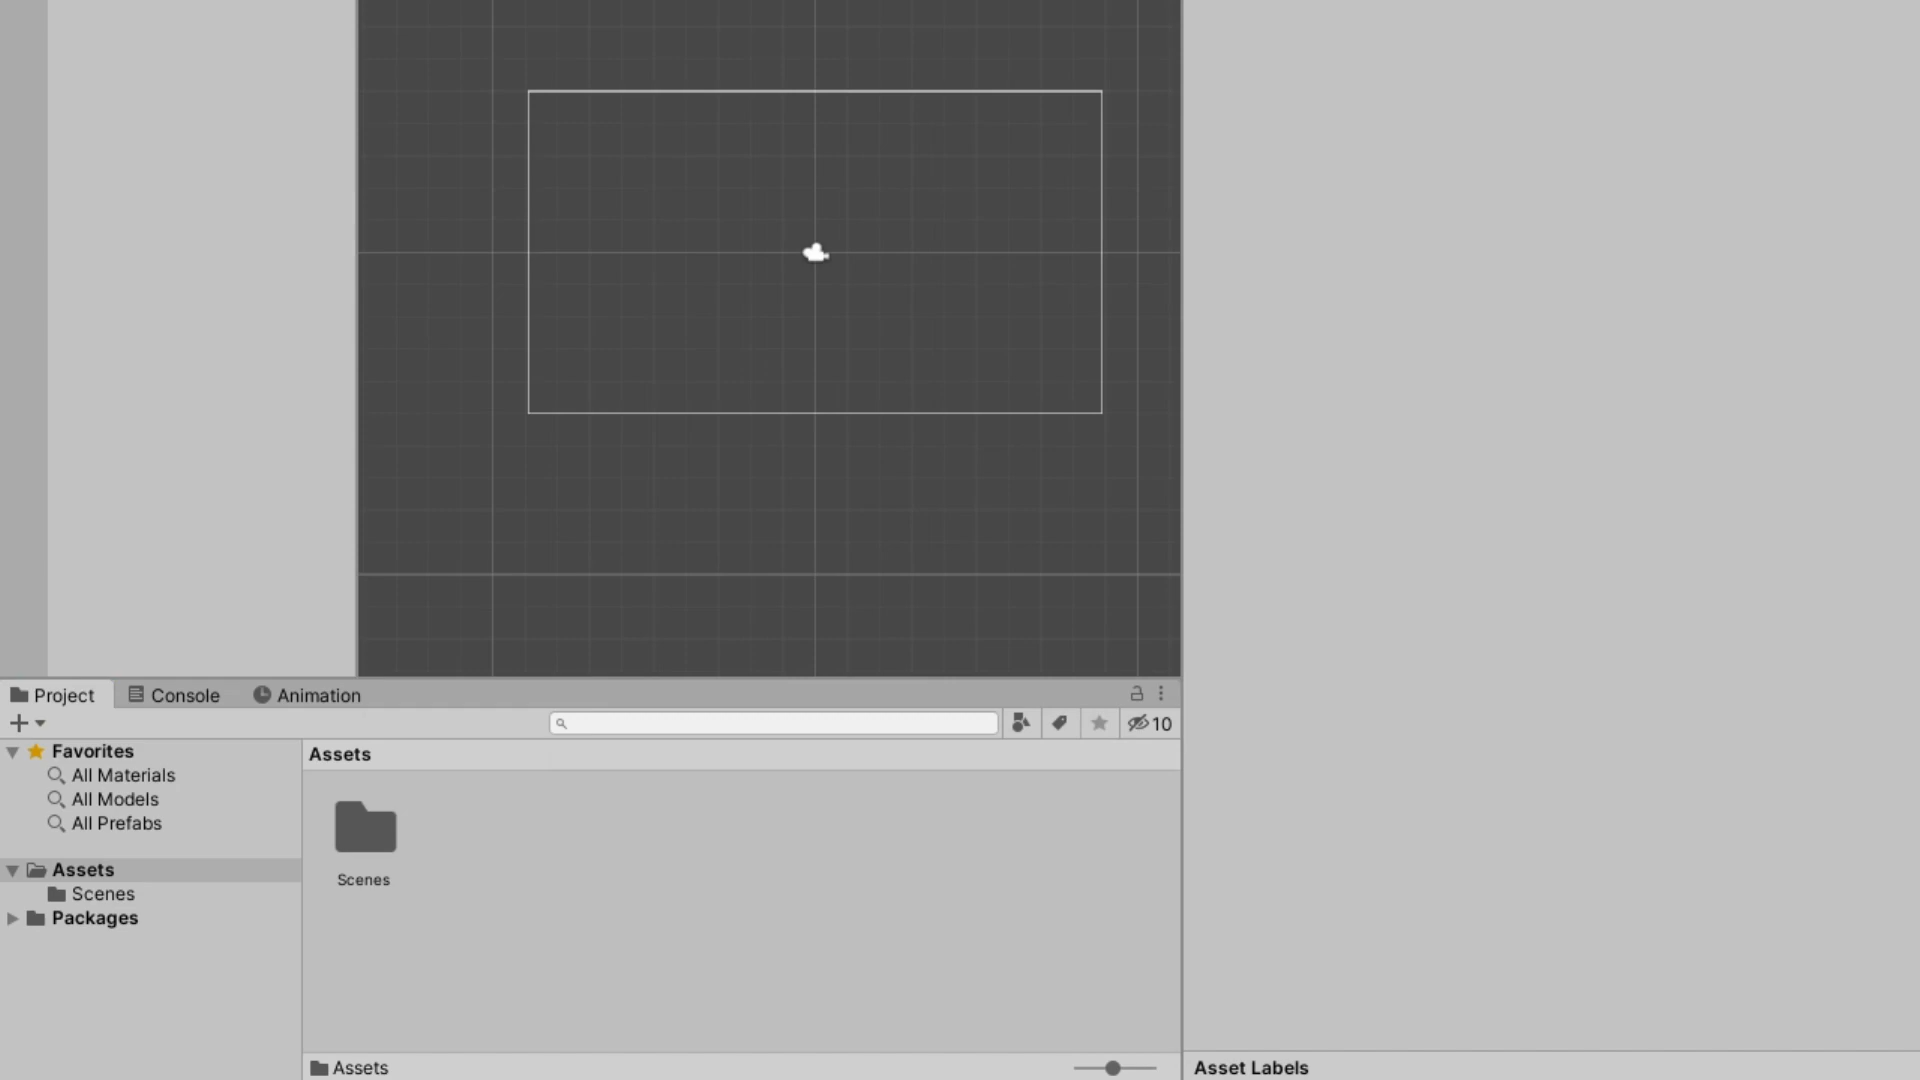 Project
Console
Animation
10
Favorites
All Materials
All Models
All Prefabs
Assets
Scenes
Packages
Assets
Scenes
Assets
Asset Labels